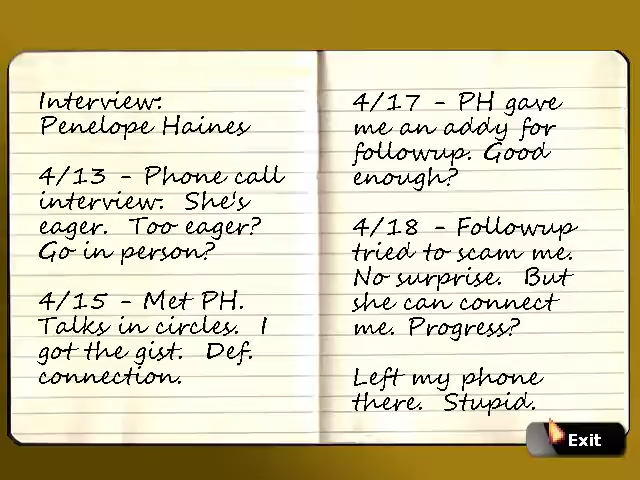 Interview:
Penelope Haines
4/13 - Phone call
interview. She's
eager. Too eager?
Go in person?
4/15 - Met PH.
Talks in circles. I
got the gist. Def.
connection.
4/17 - PH gave
me an addy for
followup. Good
enough?
4/18 - Followup
tried to scam me.
No surprise. But
she can connect
me. Progress?
Left my phone
there. Stupid.
Exit